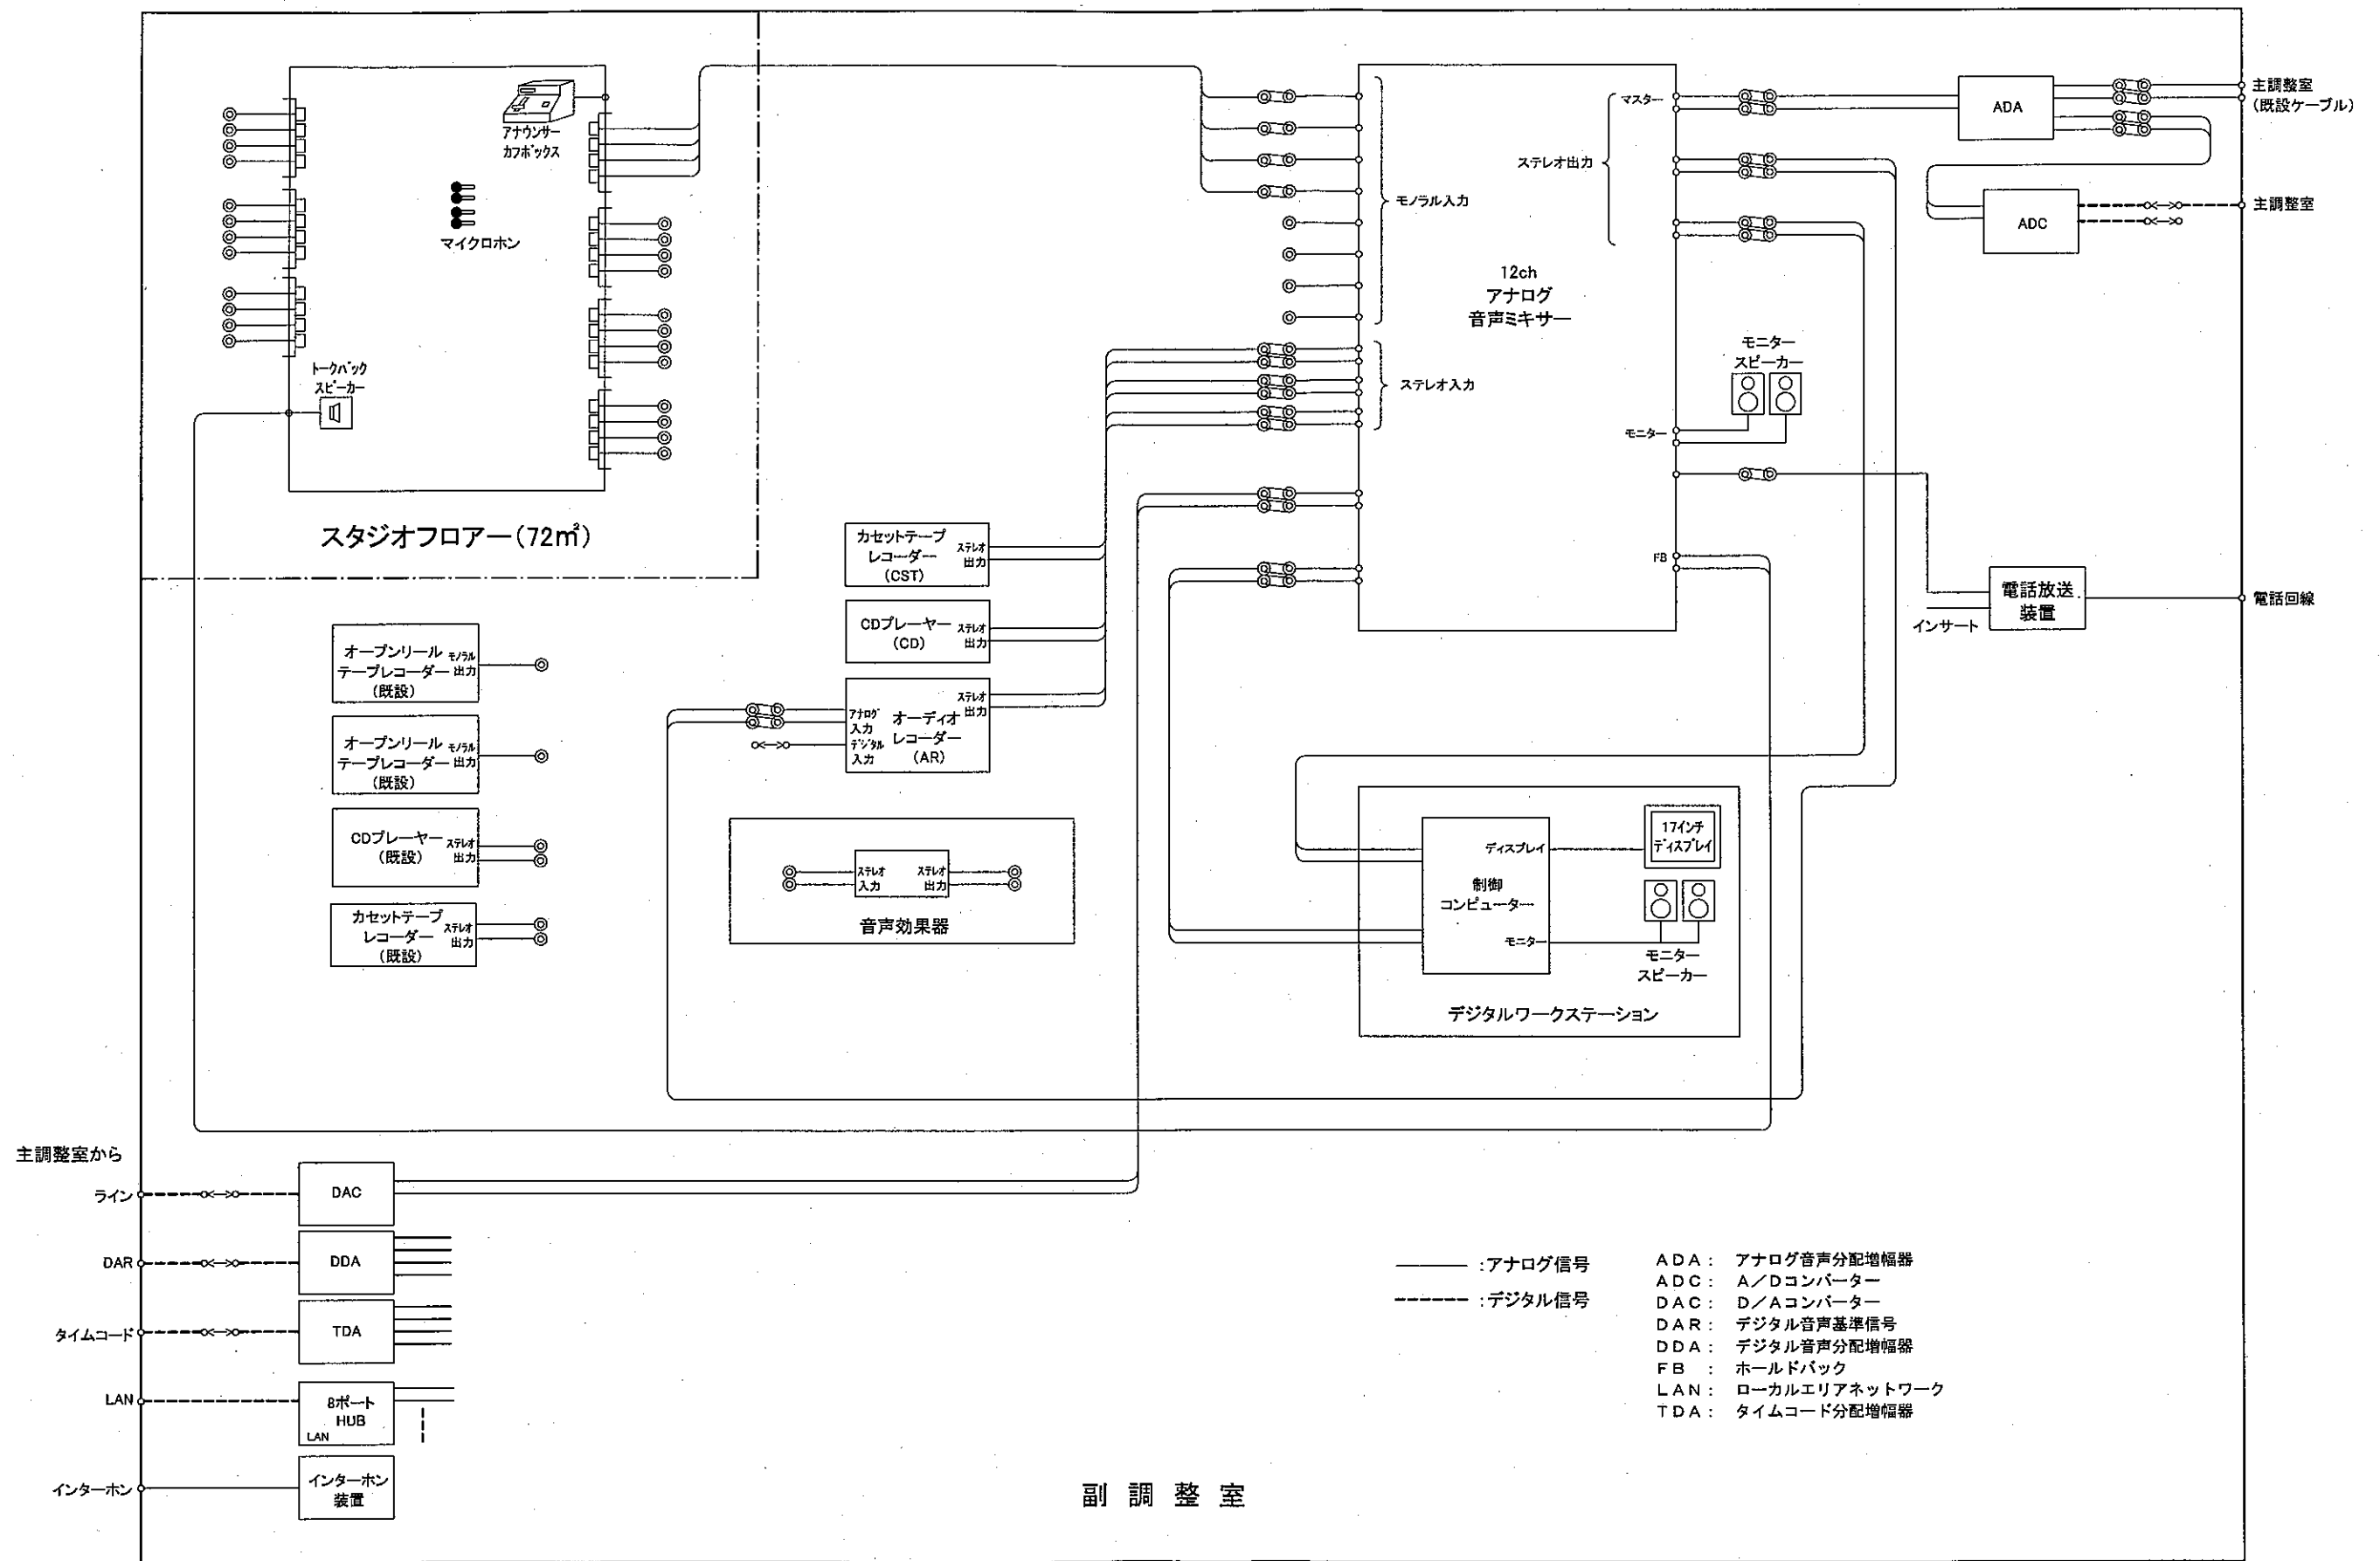 アナウンサー
カフボックス
マイクロホン
トークバック
スピーカー
スタジオフロアー(72㎡)
マスター
ステレオ出力
モノラル入力
12ch
アナログ
音声ミキサー
ステレオ入力
モニター
スピーカー
モニター
FB
ADA
主調整室
(既設ケーブル)
ADC
主調整室
電話放送
装置
インサート
電話回線
カセットテープ
レコーダー
(CST)
ステレオ
出力
CDプレーヤー
(CD)
ステレオ
出力
オーディオ
レコーダー
(AR)
ステレオ
出力
アナログ
入力
デジタル
入力
オープンリール
テープレコーダー
(既設)
モノラル
出力
オープンリール
テープレコーダー
(既設)
モノラル
出力
CDプレーヤー
(既設)
ステレオ
出力
カセットテープ
レコーダー
(既設)
ステレオ
出力
ステレオ
入力
ステレオ
出力
音声効果器
ディスプレイ
制御
コンピューター
モニター
17インチ
ディスプレイ
モニター
スピーカー
デジタルワークステーション
主調整室から
ライン
DAC
DAR
DDA
タイムコード
TDA
LAN
8ポート
HUB
LAN
インターホン
インターホン
装置
:アナログ信号
:デジタル信号
ADA: アナログ音声分配増幅器
ADC: A/Dコンバーター
DAC: D/Aコンバーター
DAR: デジタル音声基準信号
DDA: デジタル音声分配増幅器
FB : ホールドバック
LAN: ローカルエリアネットワーク
TDA: タイムコード分配増幅器
副調整室